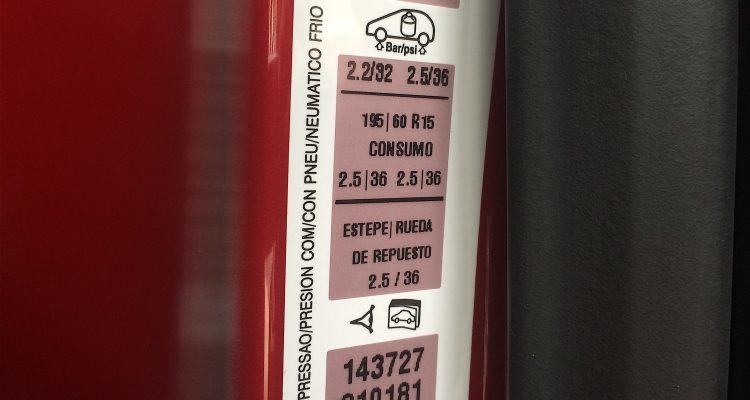 PRESSAO/PRESION COM/CON PNEU/NEUMATICO FRIO
Bar/psi
2.2/32 2.5/36
195|60 R15
CONSUMO
2.5|36 2.5|36
ESTEPE|RUEDA
DE REPUESTO
2.5/36
143727